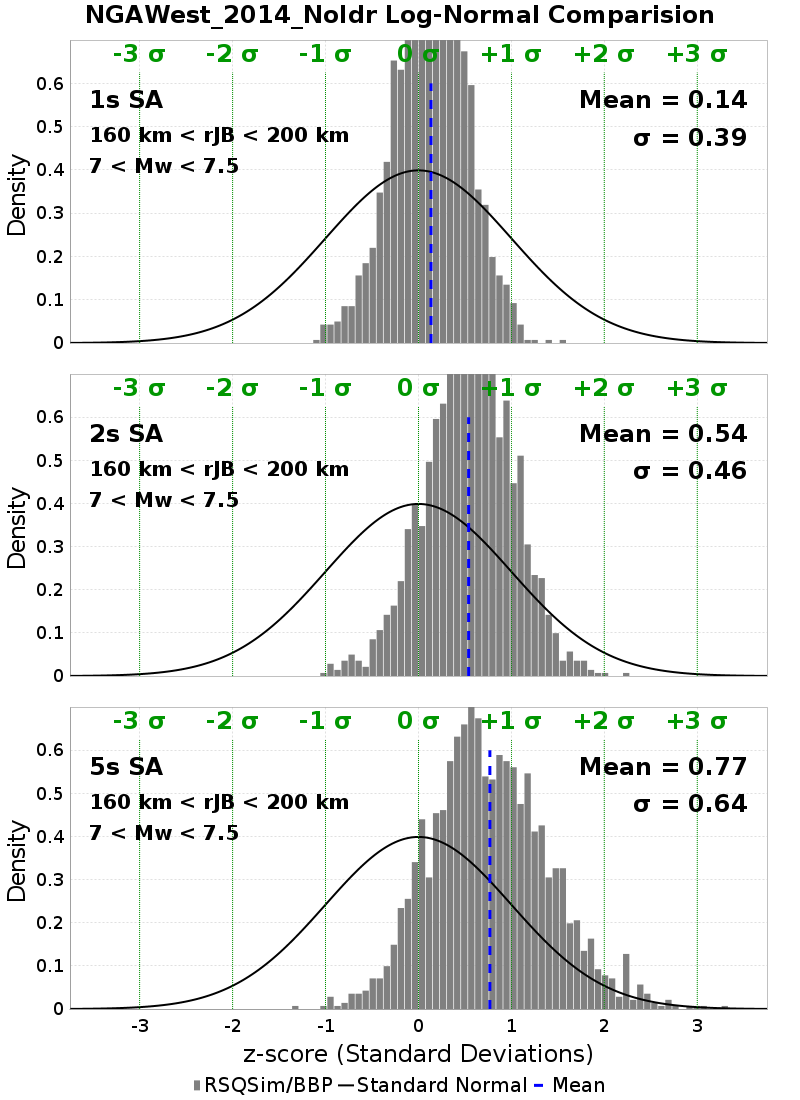 NGAWest_2014_NoIdr Log-Normal Comparision
-3 σ -2 σ -1 σ 0 σ +1 σ +2 σ +3 σ
1s SA
160 km < rJB < 200 km
7 < Mw < 7.5
Mean = 0.14
σ = 0.39
Density
0.6
0.5
0.4
0.3
0.2
0.1
0
-3 σ -2 σ -1 σ 0 σ +1 σ +2 σ +3 σ
2s SA
160 km < rJB < 200 km
7 < Mw < 7.5
Mean = 0.54
σ = 0.46
Density
0.6
0.5
0.4
0.3
0.2
0.1
0
-3 σ -2 σ -1 σ 0 σ +1 σ +2 σ +3 σ
5s SA
160 km < rJB < 200 km
7 < Mw < 7.5
Mean = 0.77
σ = 0.64
Density
0.6
0.5
0.4
0.3
0.2
0.1
0
-3 -2 -1 0 1 2 3
z-score (Standard Deviations)
RSQSim/BBP Standard Normal Mean